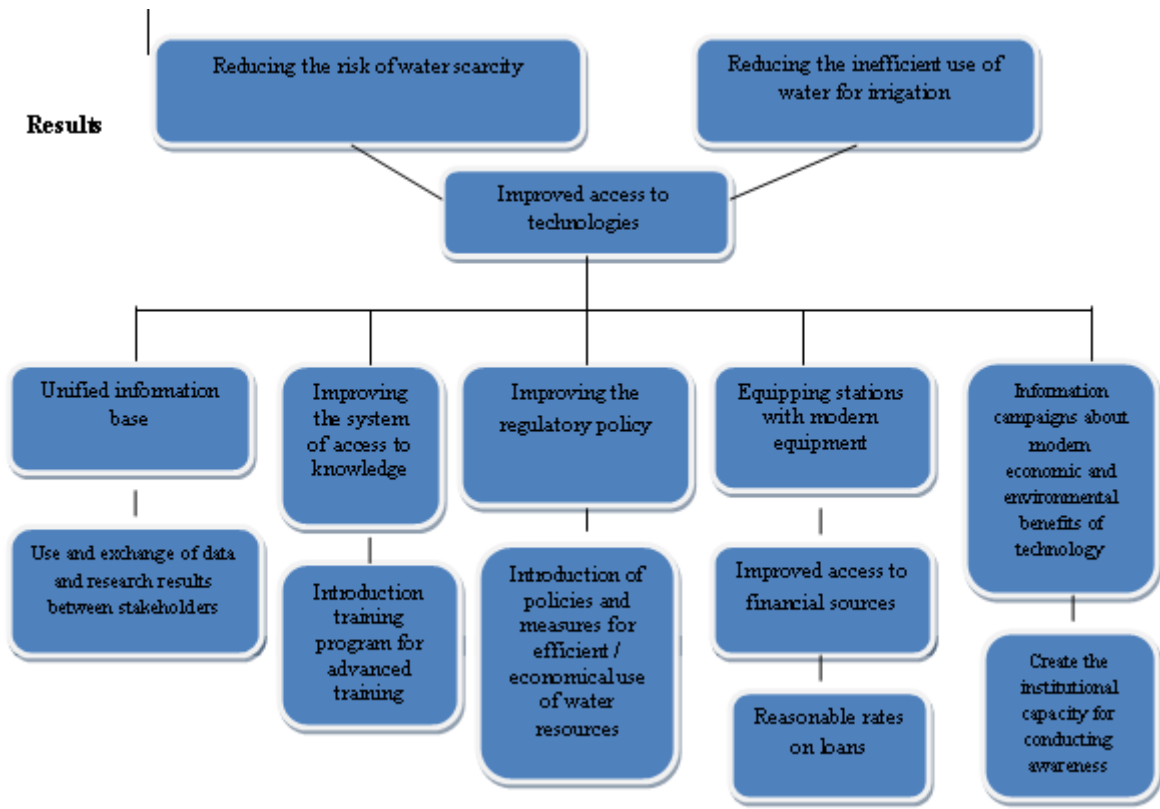 Reducing the risk of water scarcity
Reducing the inefficient use of
water for irrigation
Results
Improved access to
technologies
Unified information
base
Improving
the system
of access to
knowledge
Improving the
regulatory policy
Equipping stations
with modern
equipment
Information
campaigns about
modern
economic and
environmental
benefits of
technology
Use and exchange of data
and research results
between stakeholders
Introduction
training
program for
advanced
training
Introduction of
policies and
measures for
efficient /
economical use
of water
resources
Improved access to
financial sources
Reasonable rates
on loans
Create the
institutional
capacity for
conducting
awareness